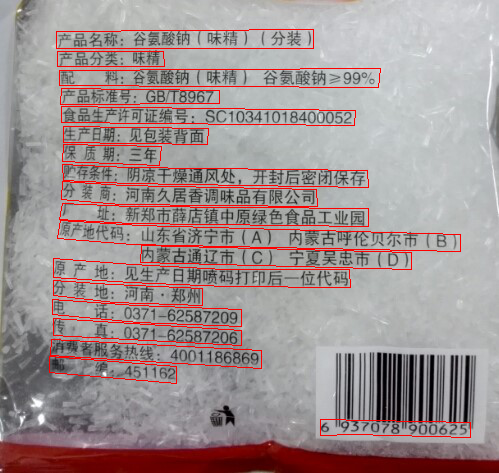 产品名称：谷氨酸钠（味精）（分装）
产品分类：味精
配 料：谷氨酸钠（味精） 谷氨酸钠≥99%
产品标准号：GB/T8967
食品生产许可证编号：SC10341018400052
生产日期：见包装背面
保 质 期：三年
贮存条件：阴凉干燥通风处，开封后密闭保存
分 装 商：河南久居香调味品有限公司
厂 址：新郑市薛店镇中原绿色食品工业园
原产地代码：山东省济宁市（A） 内蒙古呼伦贝尔市（B）
内蒙古通辽市（C） 宁夏吴忠市（D）
原 产 地：见生产日期喷码打印后一位代码
分 装 地：河南·郑州
电 话：0371-62587209
传 真：0371-62587206
消费者服务热线：4001186869
邮 编：451162
6 937078 900625